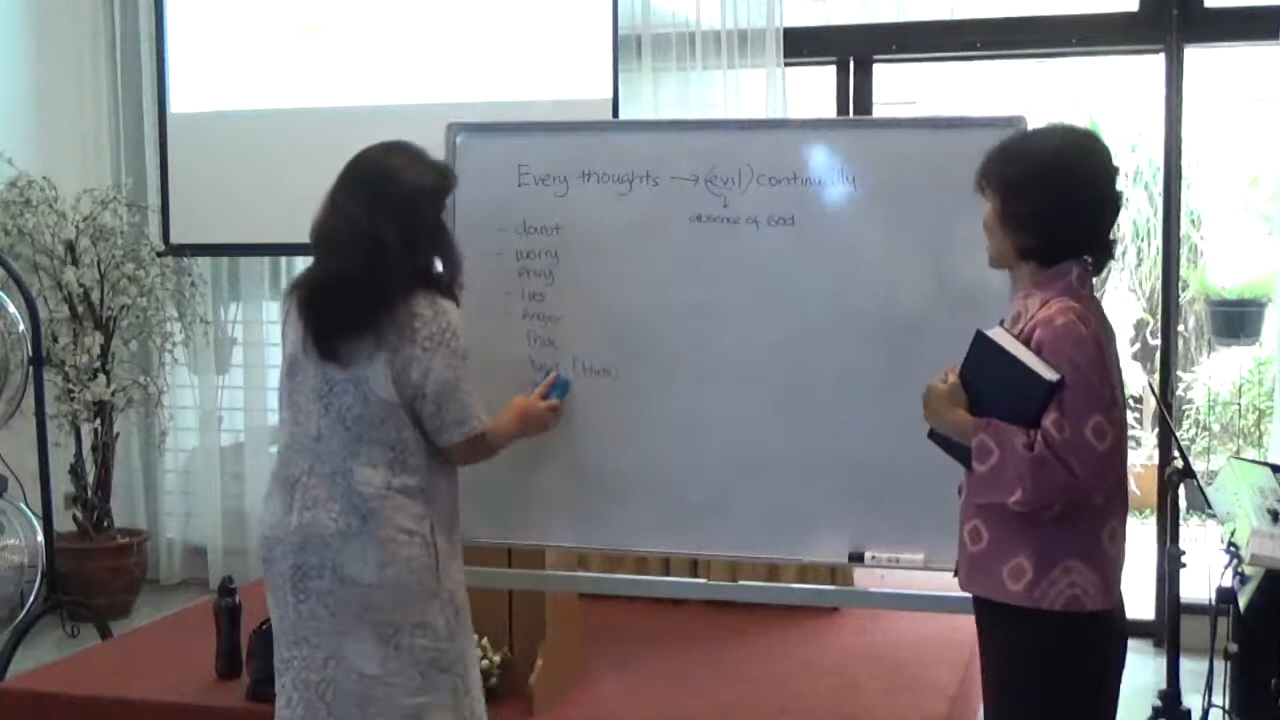 Every thoughts → (evil) continually
↓
absence of God
- doubt
- worry
envy
- lies
- Anger
Pride